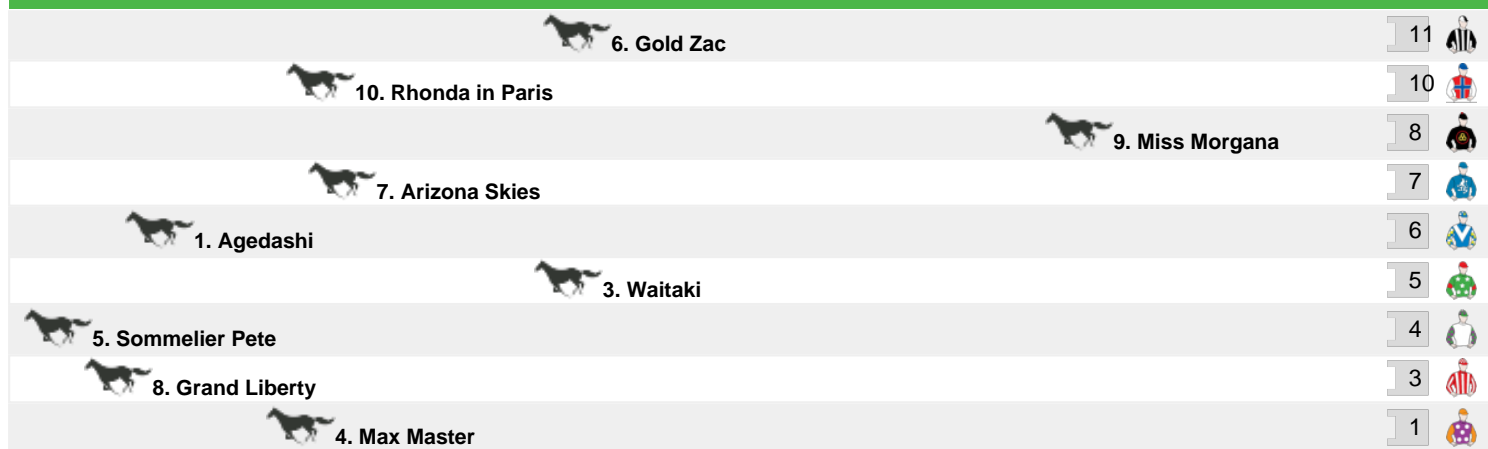 6. Gold Zac 11
10. Rhonda in Paris 10
9. Miss Morgana 8
7. Arizona Skies 7
1. Agedashi 6
3. Waitaki 5
5. Sommelier Pete 4
8. Grand Liberty 3
4. Max Master 1